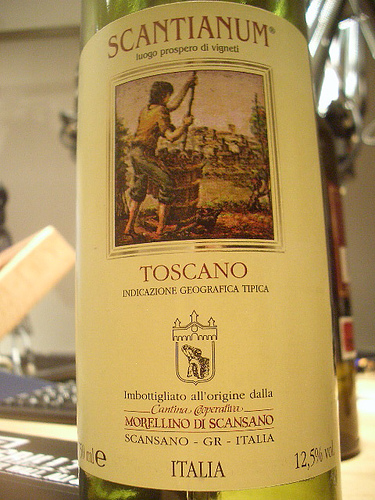 SCANTIANUM®
luogo prospero di vigneti
TOSCANO
INDICAZIONE GEOGRAFICA TIPICA
Imbottigliato all'origine dalla
Cantina Cooperativa
MORELLINO DI SCANSANO
SCANSANO - GR - ITALIA
ml e
ITALIA
12,5% vol